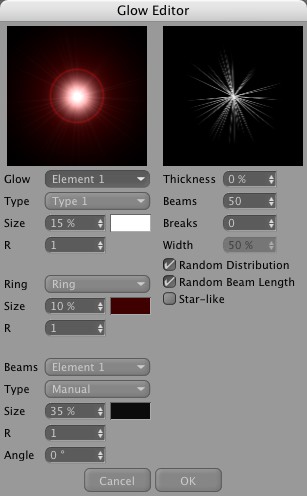 Glow Editor
Glow Element 1
Type Type 1
Size 15 %
R 1
Ring Ring
Size 10 %
R 1
Beams Element 1
Type Manual
Size 35 %
R 1
Angle 0 °
Thickness 0 %
Beams 50
Breaks 0
Width 50 %
Random Distribution
Random Beam Length
Star-like
Cancel OK